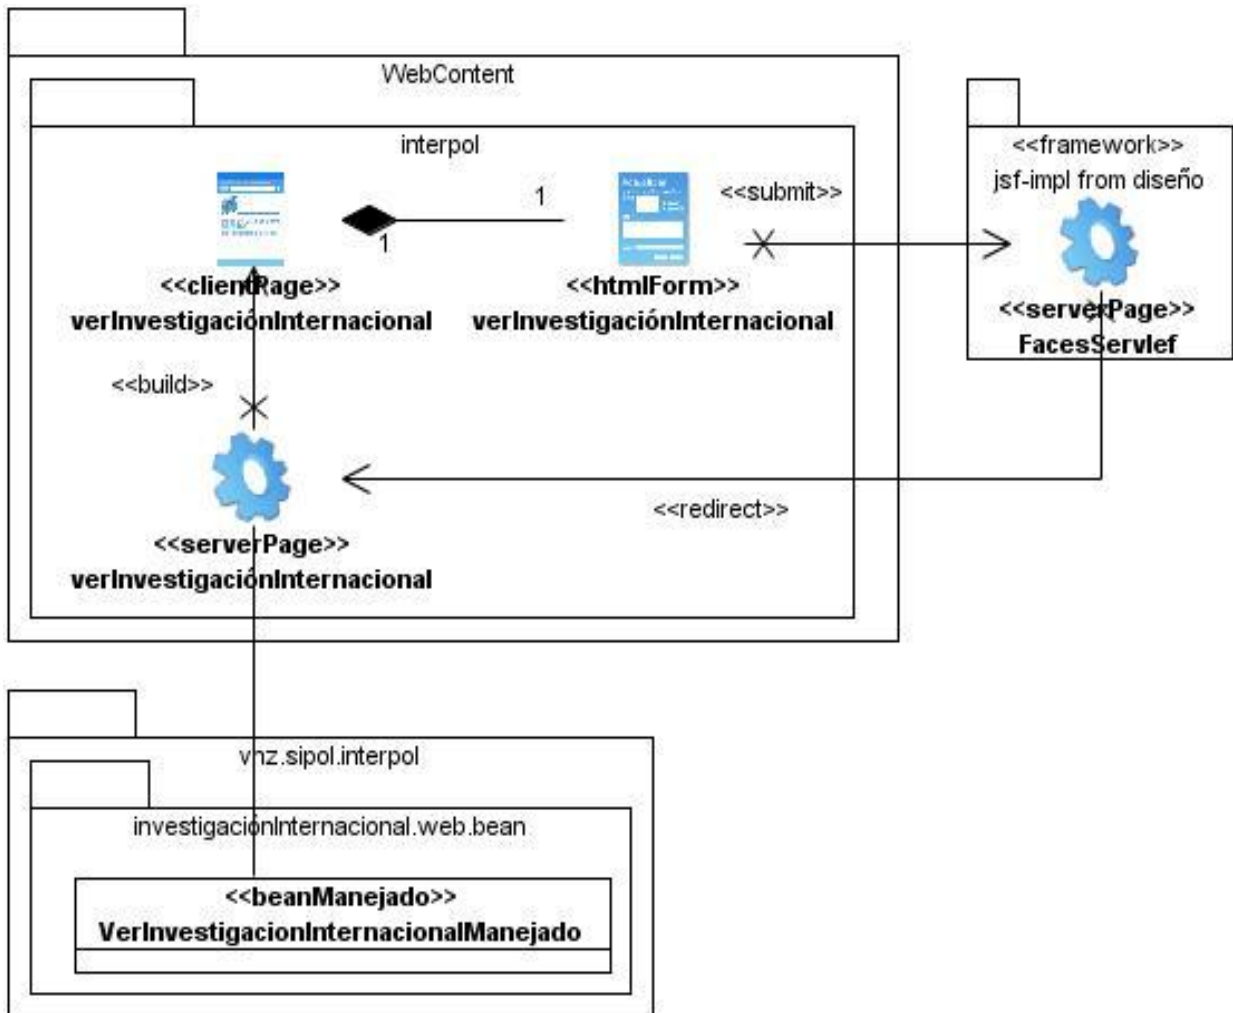 WebContent
interpol
<<framework>>
jsf-impl from diseño
1
1
<<submit>>
<<clientPage>>
verInvestigaciónInternacional
<<htmlForm>>
verInvestigaciónInternacional
<<serverPage>>
FacesServlef
<<build>>
<<redirect>>
<<serverPage>>
verInvestigaciónInternacional
vnz.sipol.interpol
investigaciónInternacional.web.bean
<<beanManejado>>
VerInvestigacionInternacionalManejado